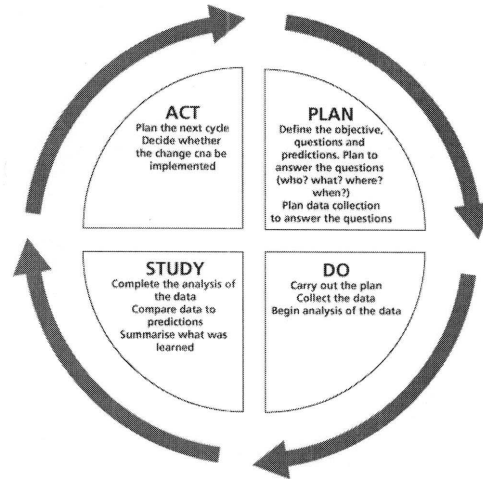 ACT
Plan the next cycle
Decide whether
the change cna be
implemented
PLAN
Define the objective,
questions and
predictions. Plan to
answer the questions
(who? what? where?
when?)
Plan data collection
to answer the questions
STUDY
Complete the analysis of
the data
Compare data to
predictions
Summarise what was
learned
DO
Carry out the plan
Collect the data
Begin analysis of the data